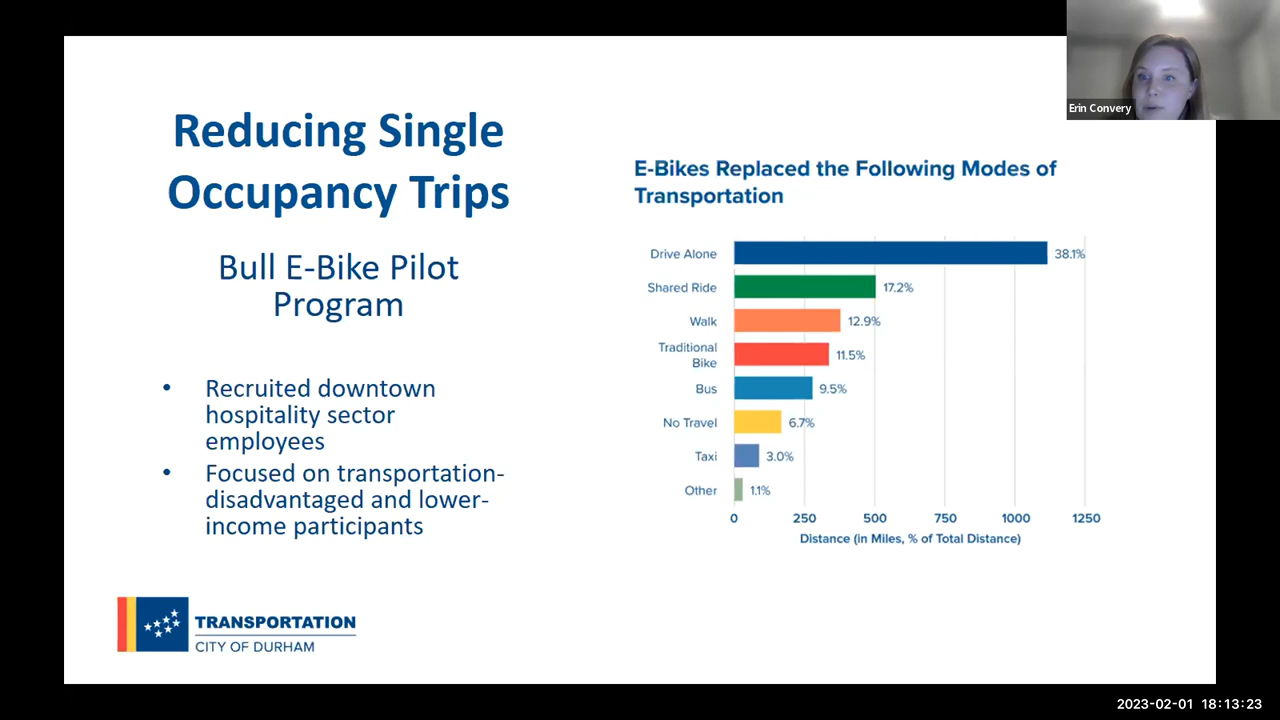 Reducing Single
Occupancy Trips
Bull E-Bike Pilot
Program
• Recruited downtown
hospitality sector
employees
• Focused on transportation-
disadvantaged and lower-
income participants
TRANSPORTATION
CITY OF DURHAM
E-Bikes Replaced the Following Modes of
Transportation
Drive Alone 38.1%
Shared Ride 17.2%
Walk 12.9%
Traditional
Bike 11.5%
Bus 9.5%
No Travel 6.7%
Taxi 3.0%
Other 1.1%
0 250 500 750 1000 1250
Distance (in Miles, % of Total Distance)
Erin Convery
2023-02-01 18:13:23